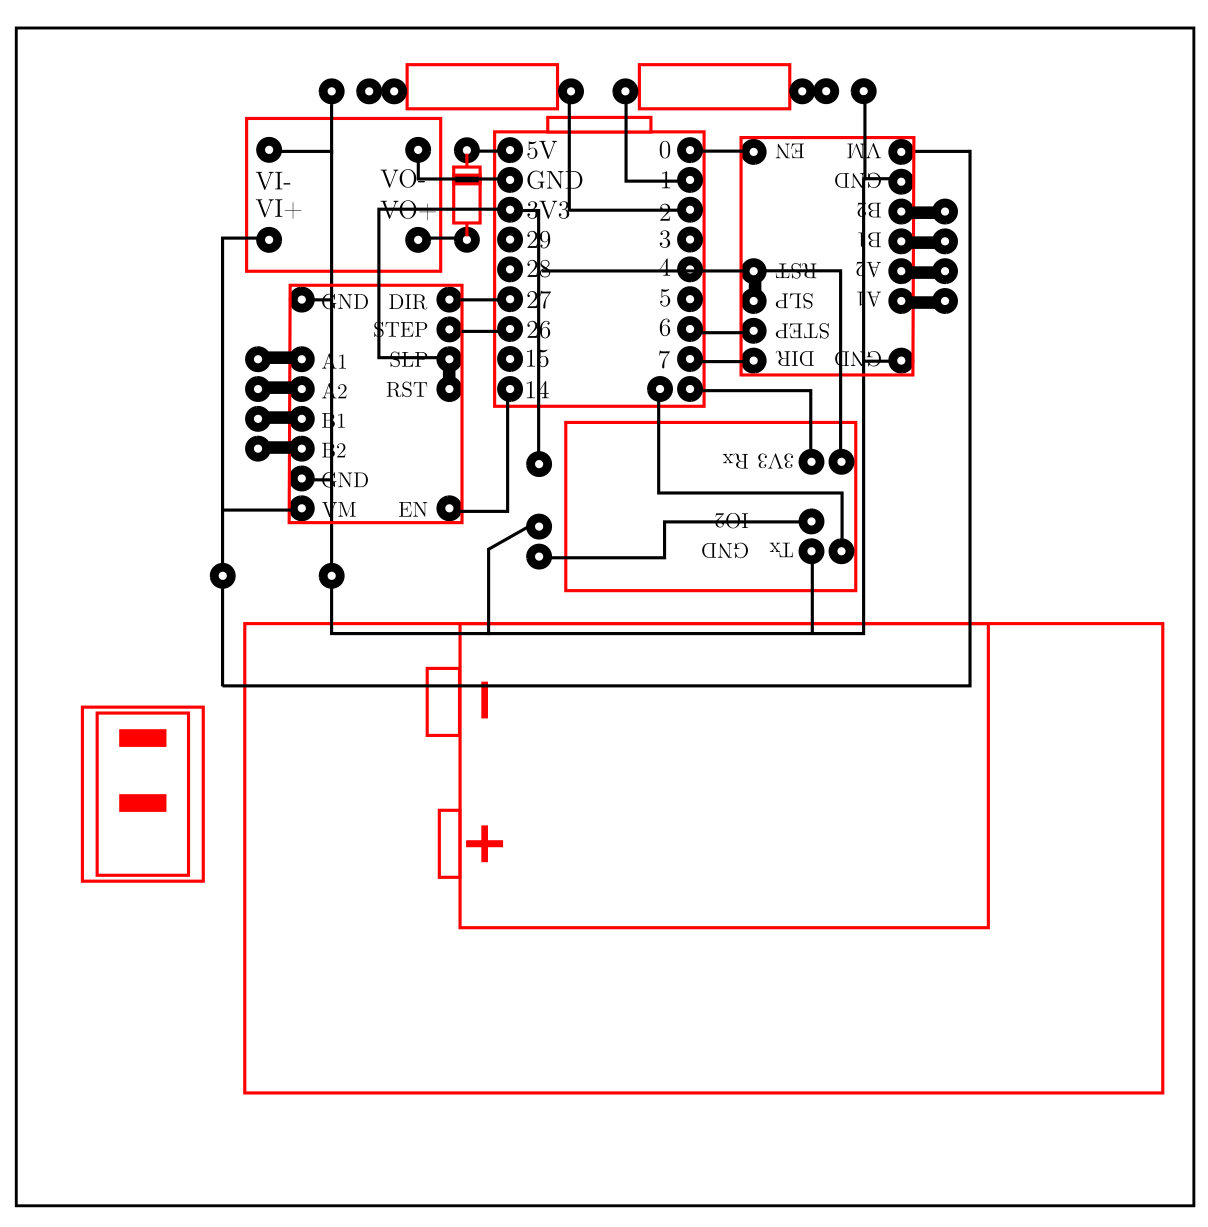 VI-
VI+
VO-
VO+
5V
GND
3V3
29
28
27
26
15
14
0
1
2
3
4
5
6
7
EN
RST
SLP
STEP
DIR
VM
GND
B2
B1
A2
A1
GND
GND
A1
A2
B1
B2
GND
VM
DIR
STEP
SLP
RST
EN
3V3 Rx
IO2
GND Tx
-
+